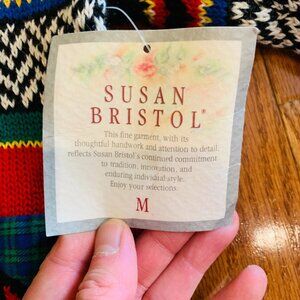 SUSAN
BRISTOL®
This fine garment, with its
thoughtful handwork and attention to detail,
reflects Susan Bristol's continued commitment
to tradition, innovation, and
enduring individual style.
Enjoy your selections.
M